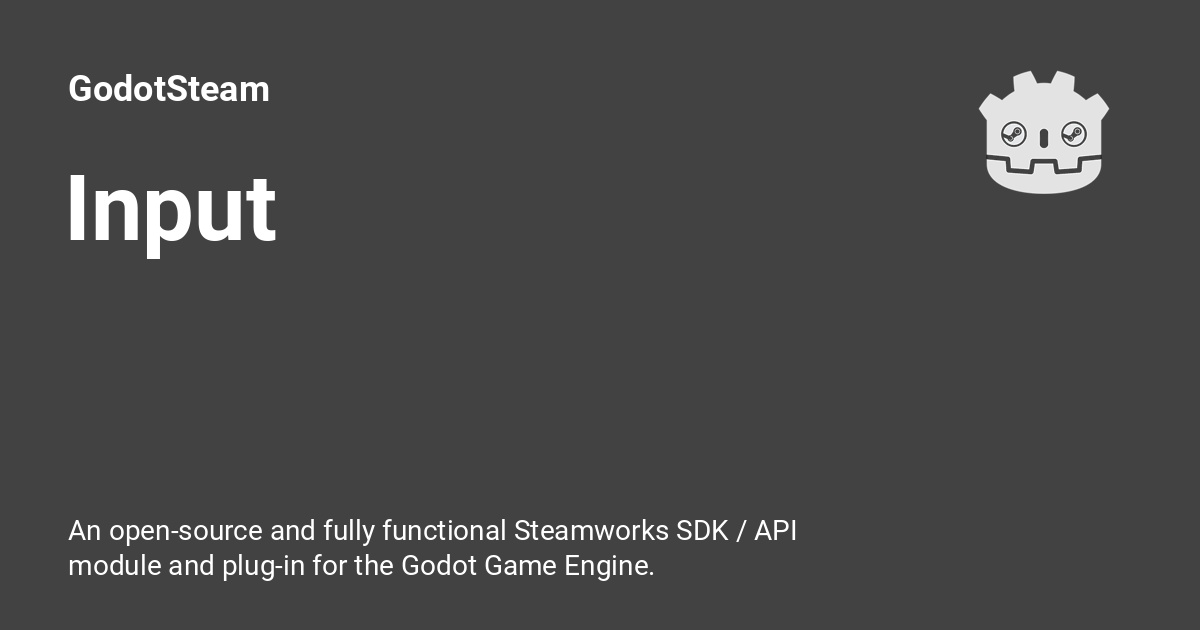 GodotSteam
Input
An open-source and fully functional Steamworks SDK / API
module and plug-in for the Godot Game Engine.